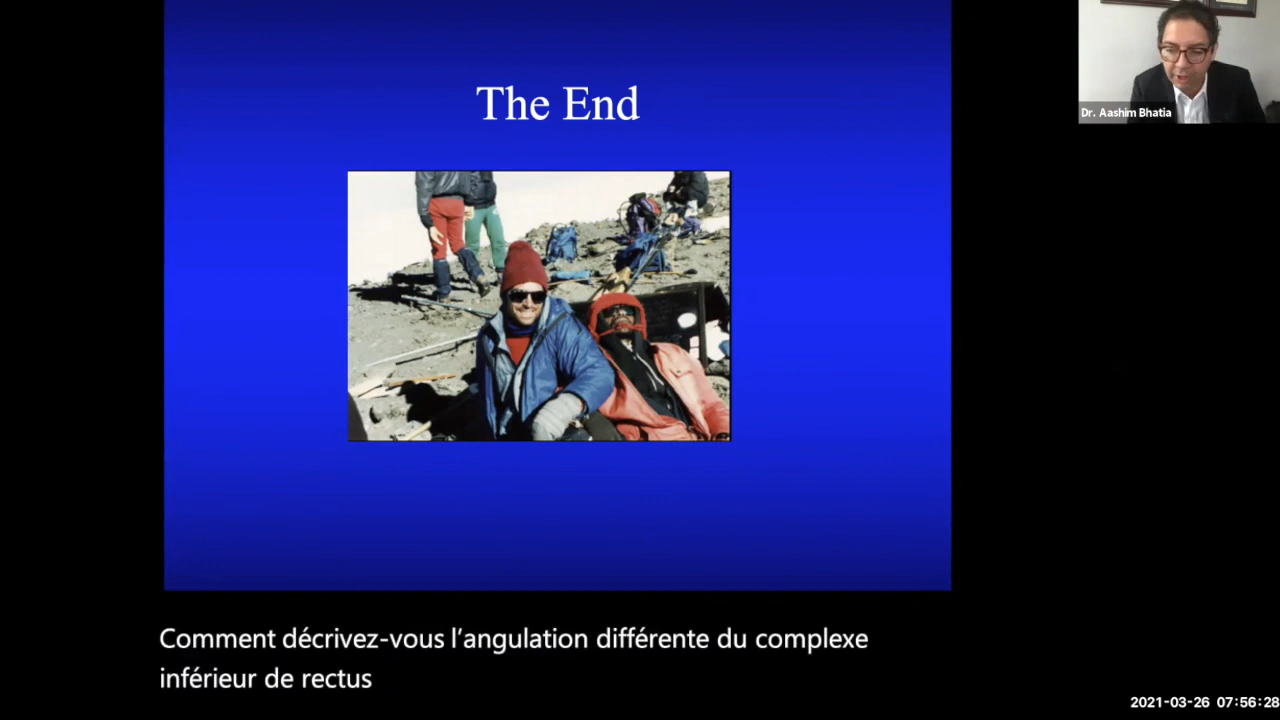 The End
Dr. Aashim Bhatia
Comment décrivez-vous l’angulation différente du complexe
inférieur de rectus
2021-03-26 07:56:28